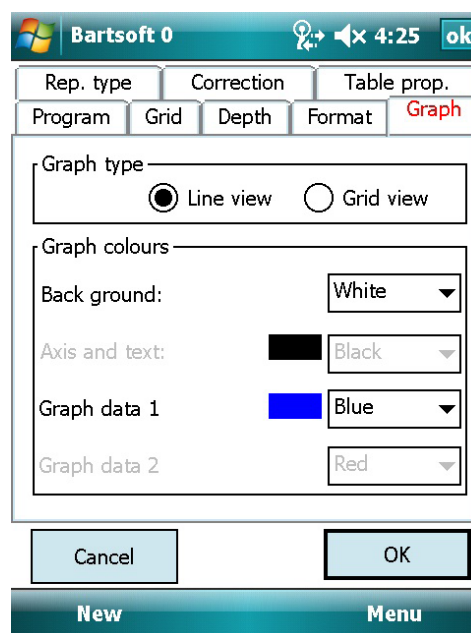 Bartsoft 0 4:25 ok
Rep. type Correction Table prop.
Program Grid Depth Format Graph
Graph type
Line view Grid view
Graph colours
Back ground: White
Axis and text: Black
Graph data 1 Blue
Graph data 2 Red
Cancel OK
New Menu